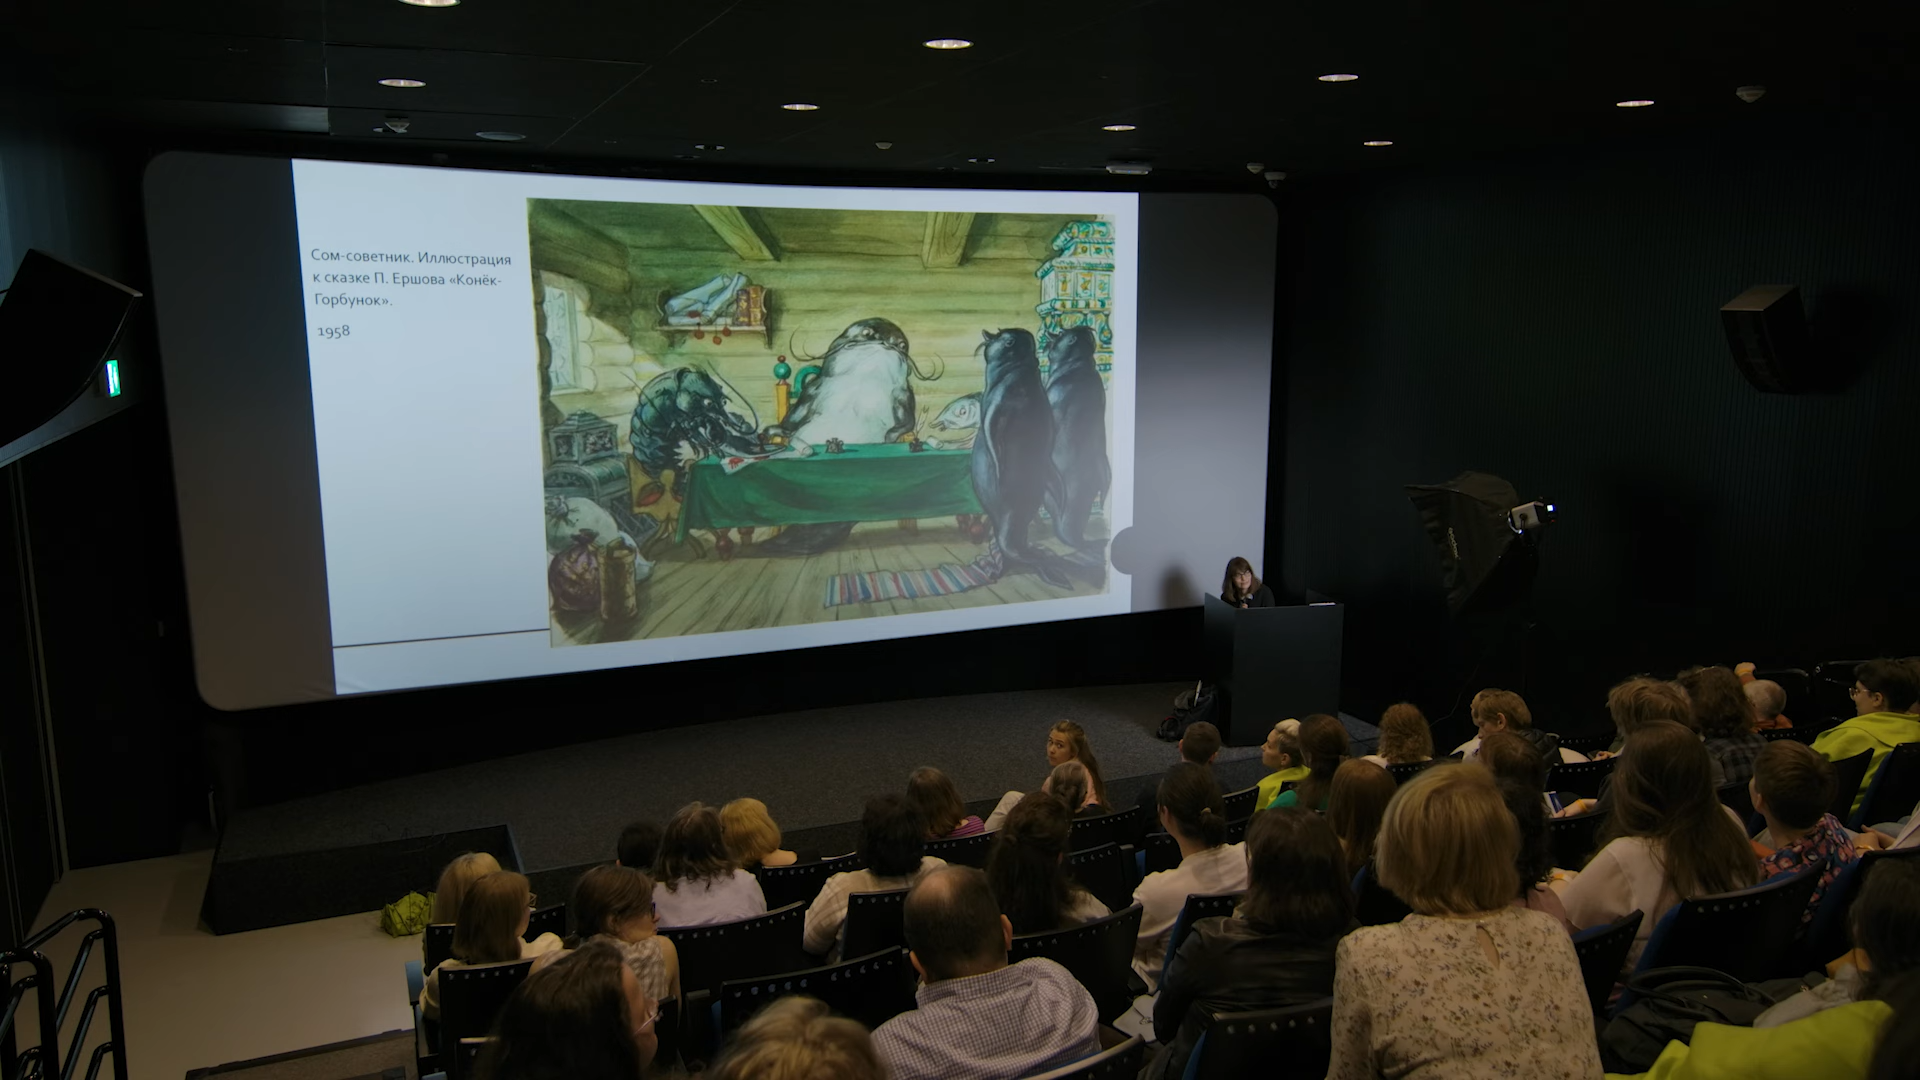 Сом-советник. Иллюстрация
к сказке П. Ершова «Конёк-
Горбунок».
1958